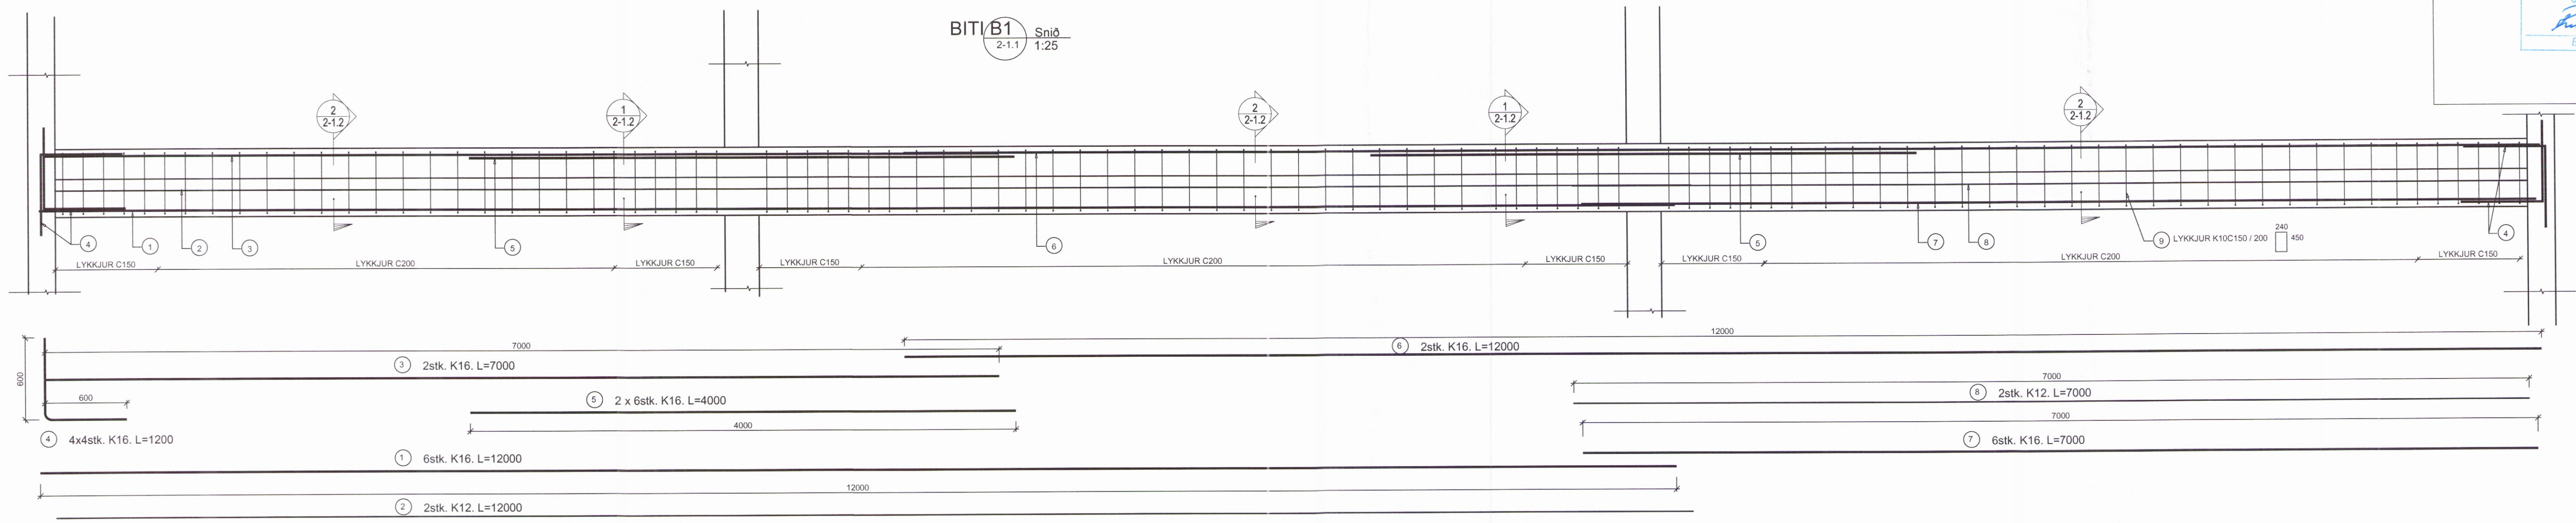 BITI B1 Snið
2-1.1 1:25
2
2-1.2
1
2-1.2
2
2-1.2
1
2-1.2
2
2-1.2
4
1
2
3
5
6
5
7
8
9 LYKKJUR K10C150 / 200
240
450
4
LYKKJUR C150
LYKKJUR C200
LYKKJUR C150
LYKKJUR C150
LYKKJUR C200
LYKKJUR C150
LYKKJUR C150
LYKKJUR C200
LYKKJUR C150
600
600
4 4x4stk. K16. L=1200
7000
3 2stk. K16. L=7000
12000
6 2stk. K16. L=12000
5 2 x 6stk. K16. L=4000
4000
7000
8 2stk. K12. L=7000
7000
7 6stk. K16. L=7000
1 6stk. K16. L=12000
12000
2 2stk. K12. L=12000